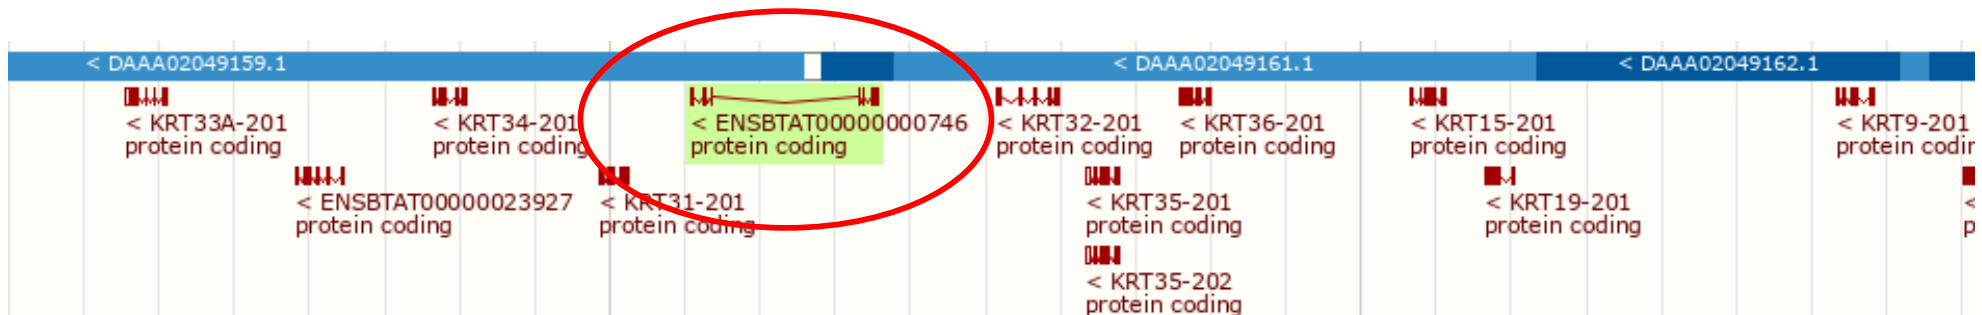 < DAAA02049159.1
< DAAA02049161.1
< DAAA02049162.1
< KRT33A-201
protein coding
< KRT34-201
protein coding
< ENSBTAT00000000746
protein coding
< KRT32-201
protein coding
< KRT36-201
protein coding
< KRT15-201
protein coding
< KRT9-201
protein codin
< ENSBTAT00000023927
protein coding
< KRT31-201
protein coding
< KRT35-201
protein coding
< KRT19-201
protein coding
<
p
< KRT35-202
protein coding